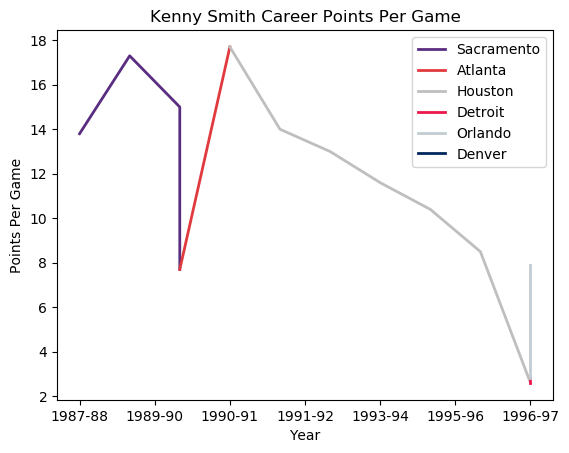 Kenny Smith Career Points Per Game
18
16
14
12
10
8
6
4
2
Points Per Game
Sacramento
Atlanta
Houston
Detroit
Orlando
Denver
1987-88 1989-90 1990-91 1991-92 1993-94 1995-96 1996-97
Year